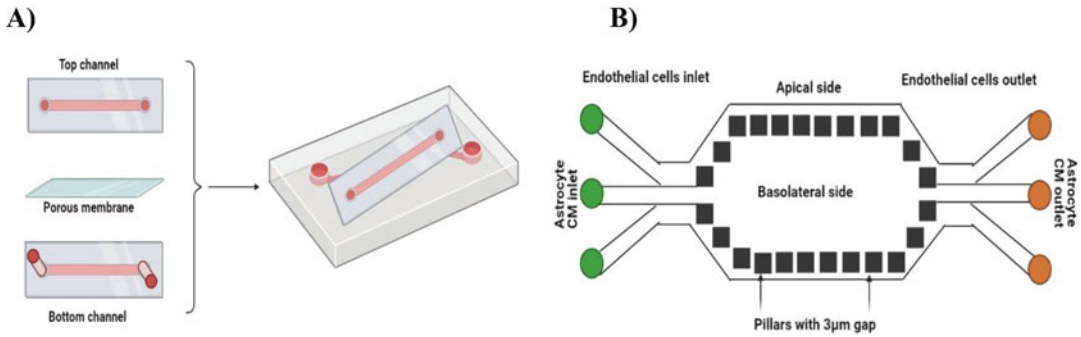 A)
Top channel
Porous membrane
Bottom channel
B)
Endothelial cells inlet
Endothelial cells outlet
Apical side
Astrocyte
CM inlet
Basolateral side
Astrocyte
CM outlet
Pillars with 3μm gap